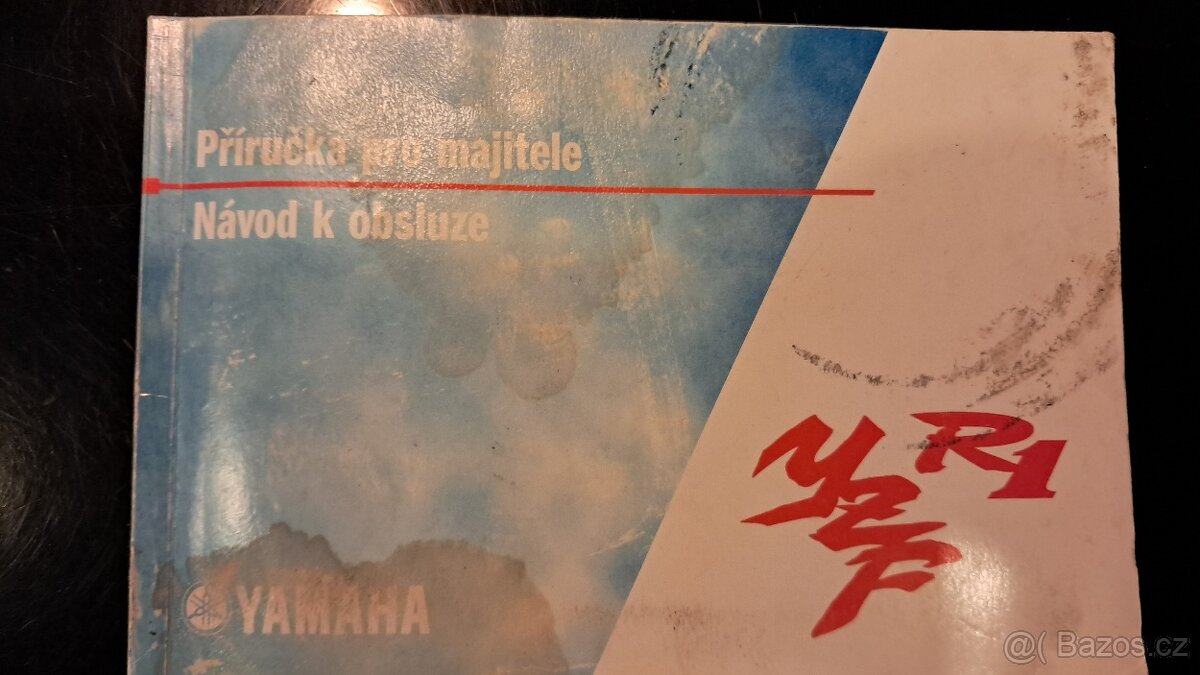 Příručka pro majitele
Návod k obsluze
R1
YZF
YAMAHA
@( Bazos.cz